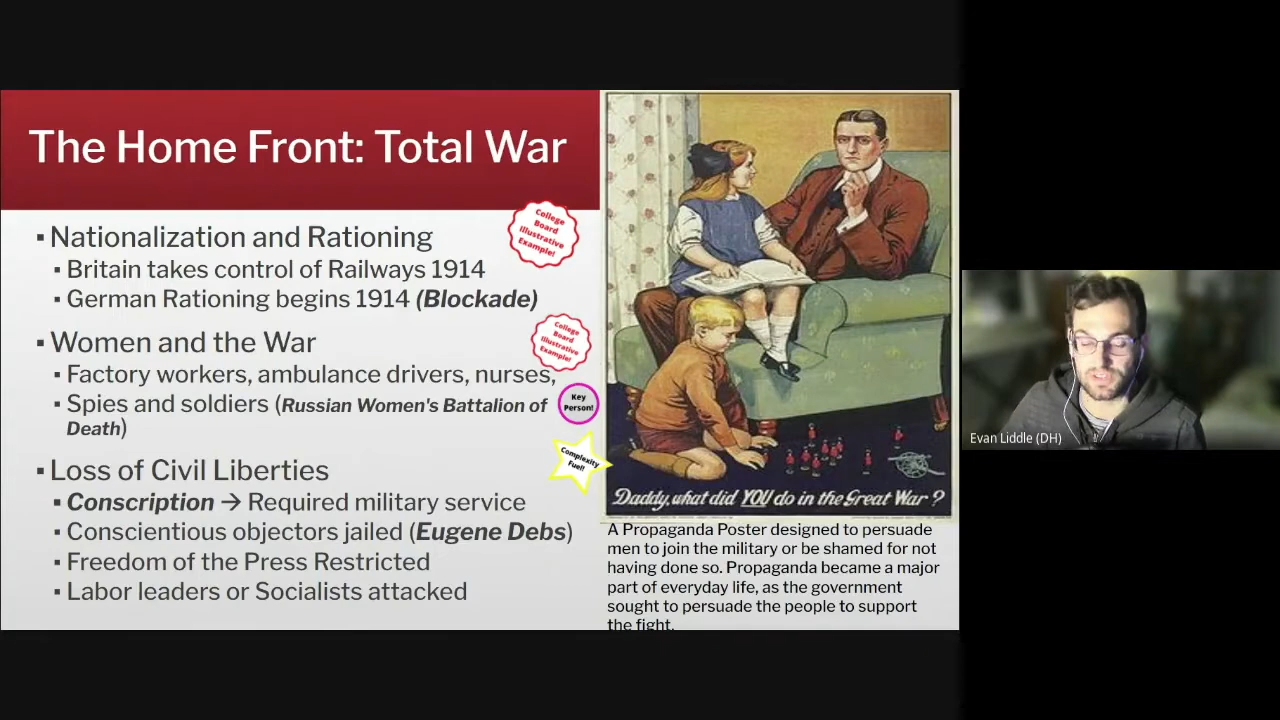 The Home Front: Total War
▪ Nationalization and Rationing
▪ Britain takes control of Railways 1914
▪ German Rationing begins 1914 (Blockade)
College
Board
Illustrative
Example!
▪ Women and the War
▪ Factory workers, ambulance drivers, nurses,
▪ Spies and soldiers (Russian Women's Battalion of
Death)
College
Board
Illustrative
Example!
Key
Person!
▪ Loss of Civil Liberties
▪ Conscription → Required military service
▪ Conscientious objectors jailed (Eugene Debs)
▪ Freedom of the Press Restricted
▪ Labor leaders or Socialists attacked
Complexity
Fuel!
Daddy, what did YOU do in the Great War?
A Propaganda Poster designed to persuade
men to join the military or be shamed for not
having done so. Propaganda became a major
part of everyday life, as the government
sought to persuade the people to support
the fight.
Evan Liddle (DH)